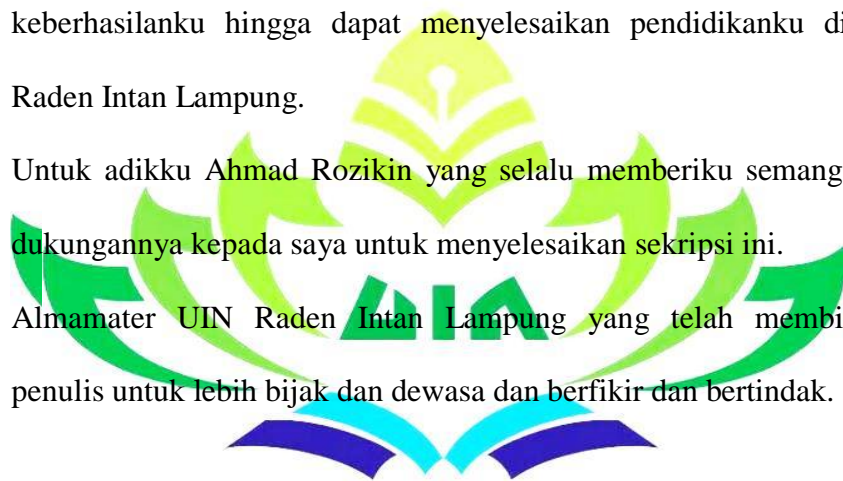 keberhasilanku hingga dapat menyelesaikan pendidikanku di
Raden Intan Lampung.
Untuk adikku Ahmad Rozikin yang selalu memberiku semang
dukungannya kepada saya untuk menyelesaikan sekripsi ini.
UIN
Almamater UIN Raden Intan Lampung yang telah membi
penulis untuk lebih bijak dan dewasa dan berfikir dan bertindak.